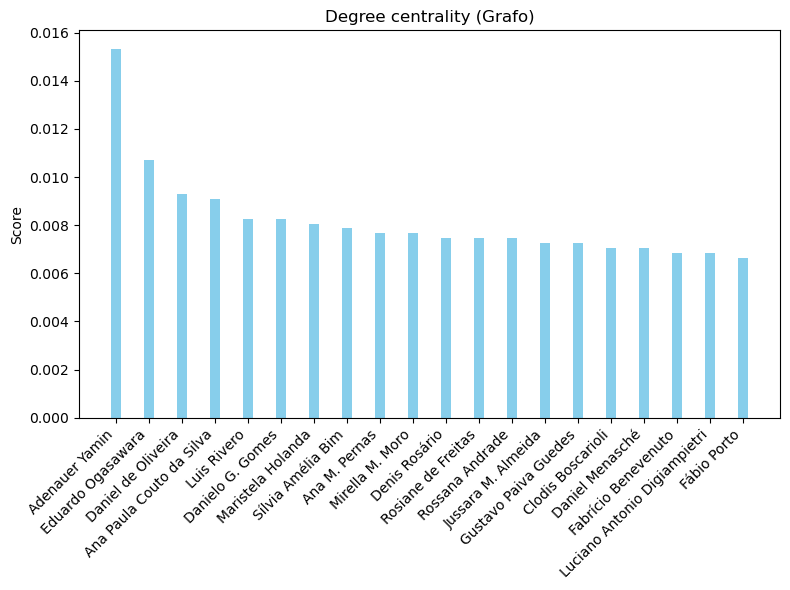 Degree centrality (Grafo)
0.016
0.014
0.012
0.010
0.008
0.006
0.004
0.002
0.000
Score
Adenauer Yamin
Eduardo Ogasawara
Daniel de Oliveira
Ana Paula Couto da Silva
Luis Rivero
Danielo G. Gomes
Maristela Holanda
Sílvia Amélia Bim
Ana M. Pernas
Mirella M. Moro
Denis Rosário
Rosiane de Freitas
Rossana Andrade
Jussara M. Almeida
Gustavo Paiva Guedes
Clodis Boscarioli
Daniel Menasché
Fabrício Benevenuto
Luciano Antonio Digiampietri
Fábio Porto